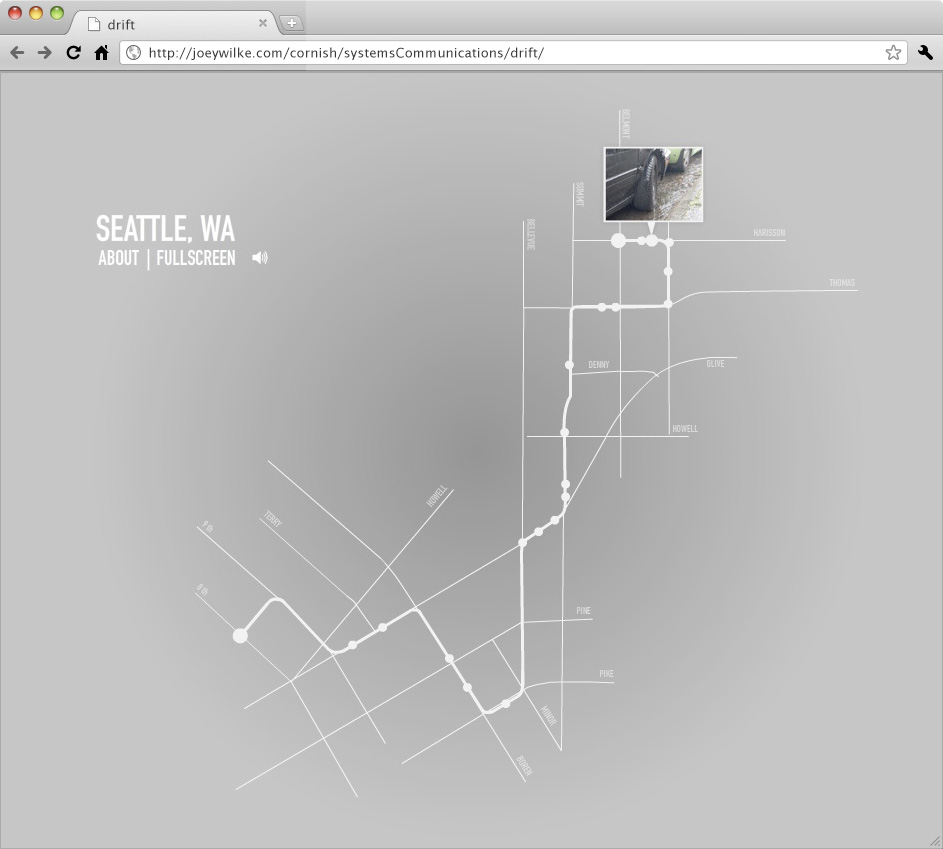 drift
http://joeywilke.com/cornish/systemsCommunications/drift/
BELMONT
SUMMIT
SEATTLE, WA
ABOUT | FULLSCREEN
BELLEVUE
HARISSON
THOMAS
DENNY
OLIVE
HOWELL
HOWELL
TERRY
9 th
8 th
PINE
PIKE
MINOR
BOREN